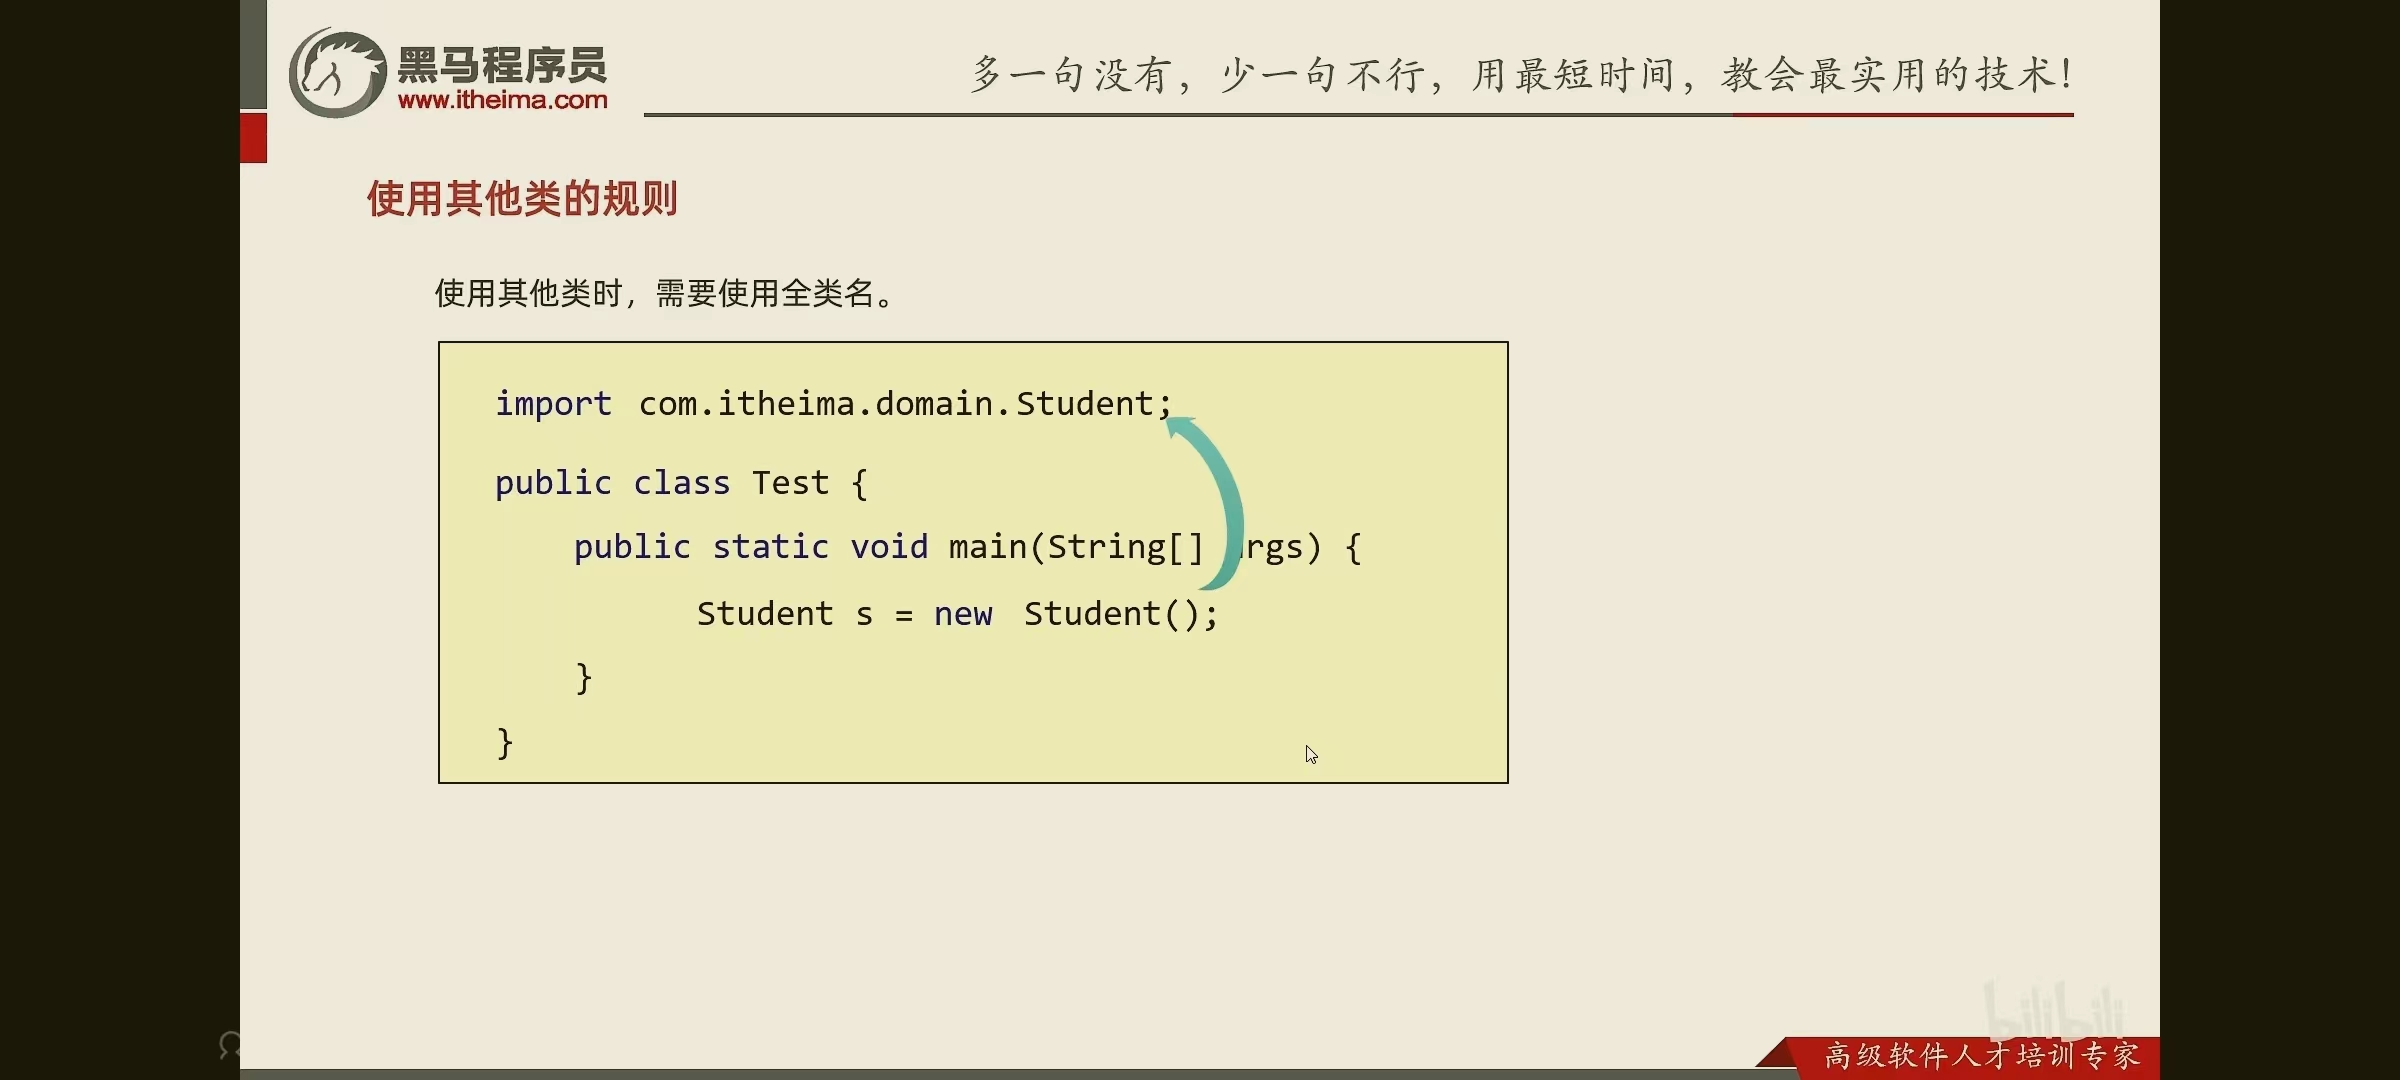 黑马程序员
www.itheima.com
多一句没有，少一句不行，用最短时间，教会最实用的技术！
使用其他类的规则
使用其他类时，需要使用全类名。
import com.itheima.domain.Student;
public class Test {
public static void main(String[] args) {
Student s = new Student();
}
}
bilibili
高级软件人才培训专家